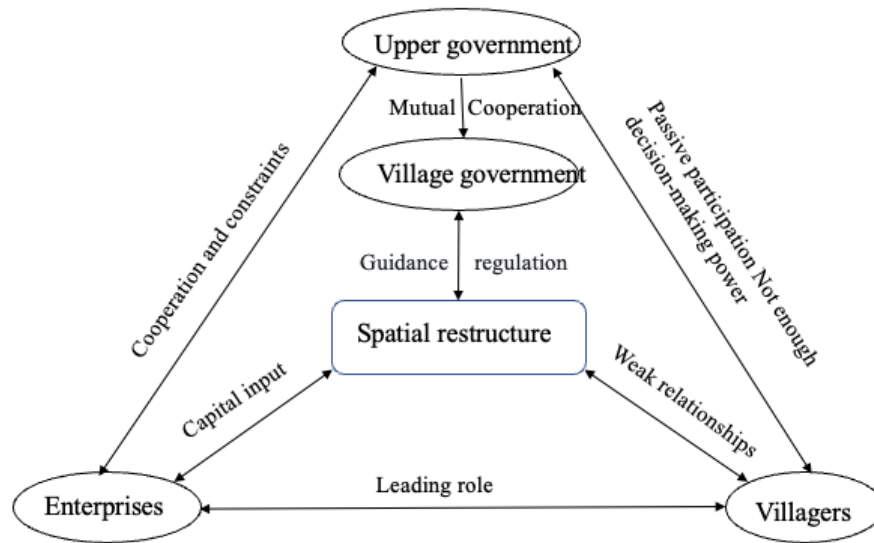 Upper government
Mutual Cooperation
Village government
Cooperation and constraints
Passive participation Not enough
decision-making power
Guidance regulation
Spatial restructure
Capital input
Weak relationships
Leading role
Enterprises
Villagers